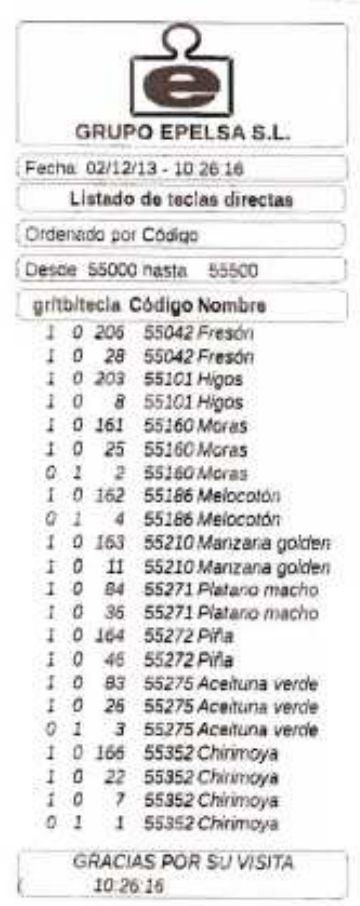 e
GRUPO EPELSA S.L.
Fecha 02/12/13 - 10:26:16
Listado de teclas directas
Ordenado por Código
Desde 55000 hasta 55500
gr/tb/tecla Código Nombre
1 0 206 55042 Fresón
1 0 28 55042 Fresón
1 0 203 55101 Higos
1 0 8 55101 Higos
1 0 161 55160 Moras
1 0 25 55160 Moras
0 1 2 55160 Moras
1 0 162 55186 Melocotón
0 1 4 55186 Melocotón
1 0 163 55210 Manzana golden
1 0 11 55210 Manzana golden
1 0 84 55271 Platano macho
1 0 36 55271 Platano macho
1 0 164 55272 Piña
1 0 46 55272 Piña
1 0 83 55275 Aceituna verde
1 0 26 55275 Aceituna verde
0 1 3 55275 Aceituna verde
1 0 166 55352 Chirimoya
1 0 22 55352 Chirimoya
1 0 7 55352 Chirimoya
0 1 1 55352 Chirimoya
GRACIAS POR SU VISITA
10:26:16